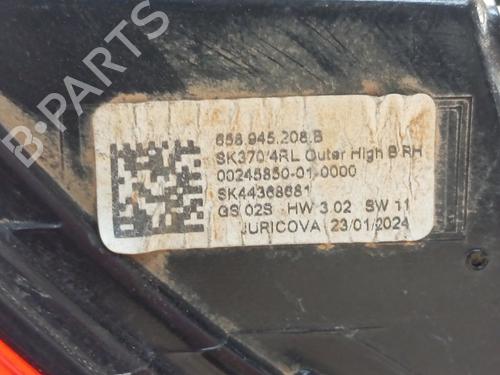 B-PARTS
658.945.208.B
SK370/4RL Outer High B RH
00245850-01-0000
SK44368681
GS 02S HW 3.02 SW 11
JURICOVA 23/01/2024